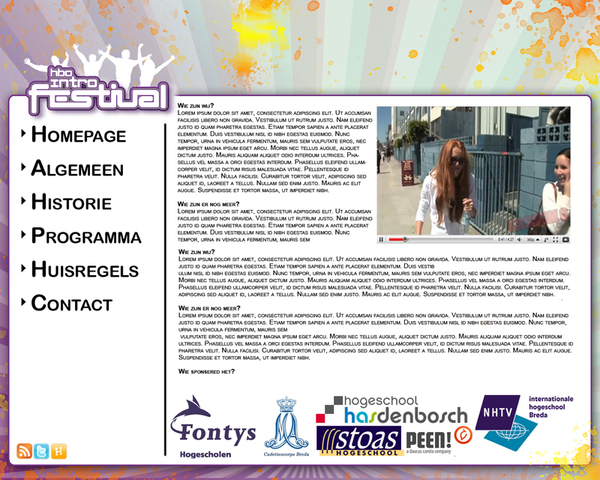 hbo
intro
festival
Homepage
Algemeen
Historie
Programma
Huisregels
Contact
Wie zijn wij?
Lorem ipsum dolor sit amet, consectetur adipiscing elit. Ut accumsan
facilisis libero non gravida. Vestibulum ut rutrum justo. Nam eleifend
justo id quam pharetra egestas. Etiam tempor sapien a ante placerat
elementum. Duis vestibulum nisl id nibh egestas cursus. Nunc
tempor, urna in vehicula fermentum, mauris sem vulputate eros, nec
imperdiet magna ipsum eget arcu. Morbi nec tellus augue, aliquet
dictum justo. Mauris aliquam aliquet odio interdum ultrices. Pha-
sellus vel massa a orci egestas interdum. Phasellus eleifend ullam-
corper velit, id dictum risus malesuada vitae. Pellentesque id
pharetra velit. Nulla facilisi. Curabitur tortor velit, adipiscing sed
aliquet id, laoreet a tellus. Nullam sed enim justo. Mauris ac elit
augue. Suspendisse et tortor massa, ut imperdiet nibh.
Wie zijn er nog meer?
Lorem ipsum dolor sit amet, consectetur adipiscing elit. Ut accumsan
facilisis libero non gravida. Vestibulum ut rutrum justo. Nam eleifend
justo id quam pharetra egestas. Etiam tempor sapien a ante placerat
elementum. Duis vestibulum nisl id nibh egestas cursus. Nunc
tempor, urna in vehicula fermentum, mauris sem
Wie zijn wij?
Lorem ipsum dolor sit amet, consectetur adipiscing elit. Ut accumsan facilisis libero non gravida. Vestibulum ut rutrum justo. Nam eleifend
justo id quam pharetra egestas. Etiam tempor sapien a ante placerat elementum. Duis vestib
ulum nisl id nibh egestas cursus. Nunc tempor, urna in vehicula fermentum, mauris sem vulputate eros, nec imperdiet magna ipsum eget arcu.
Morbi nec tellus augue, aliquet dictum justo. Mauris aliquam aliquet odio interdum ultrices. Phasellus vel massa a orci egestas interdum.
Phasellus eleifend ullamcorper velit, id dictum risus malesuada vitae. Pellentesque id pharetra velit. Nulla facilisi. Curabitur tortor velit,
adipiscing sed aliquet id, laoreet a tellus. Nullam sed enim justo. Mauris ac elit augue. Suspendisse et tortor massa, ut imperdiet nibh.
Wie zijn er nog meer?
Lorem ipsum dolor sit amet, consectetur adipiscing elit. Ut accumsan facilisis libero non gravida. Vestibulum ut rutrum justo. Nam eleifend
justo id quam pharetra egestas. Etiam tempor sapien a ante placerat elementum. Duis vestibulum nisl id nibh egestas cursus. Nunc tempor,
urna in vehicula fermentum, mauris sem
vulputate eros, nec imperdiet magna ipsum eget arcu. Morbi nec tellus augue, aliquet dictum justo. Mauris aliquam aliquet odio interdum
ultrices. Phasellus vel massa a orci egestas interdum. Phasellus eleifend ullamcorper velit, id dictum risus malesuada vitae. Pellentesque id
pharetra velit. Nulla facilisi. Curabitur tortor velit, adipiscing sed aliquet id, laoreet a tellus. Nullam sed enim justo. Mauris ac elit augue.
Suspendisse et tortor massa, ut imperdiet nibh.
Wie sponsered het?
Fontys
Hogescholen
Cadettencorps Breda
hogeschool
hasdenbosch
stoas
HOGESCHOOL
PEEN!
a daucus carota company
NHTV
internationale
hogeschool
Breda